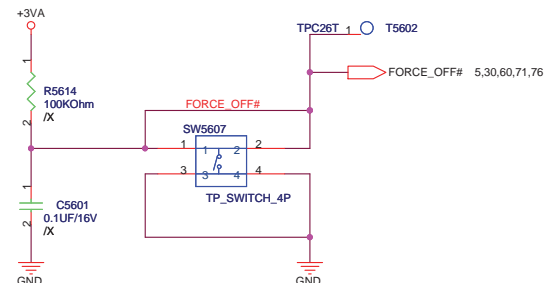 +3VA
TPC26T 1 T5602
1
R5614
100KOhm
/X
2
FORCE_OFF# 5,30,60,71,76
FORCE_OFF#
SW5607
1 1 2 2
3 3 4 4
TP_SWITCH_4P
1
C5601
0.1UF/16V
/X
2
GND
GND